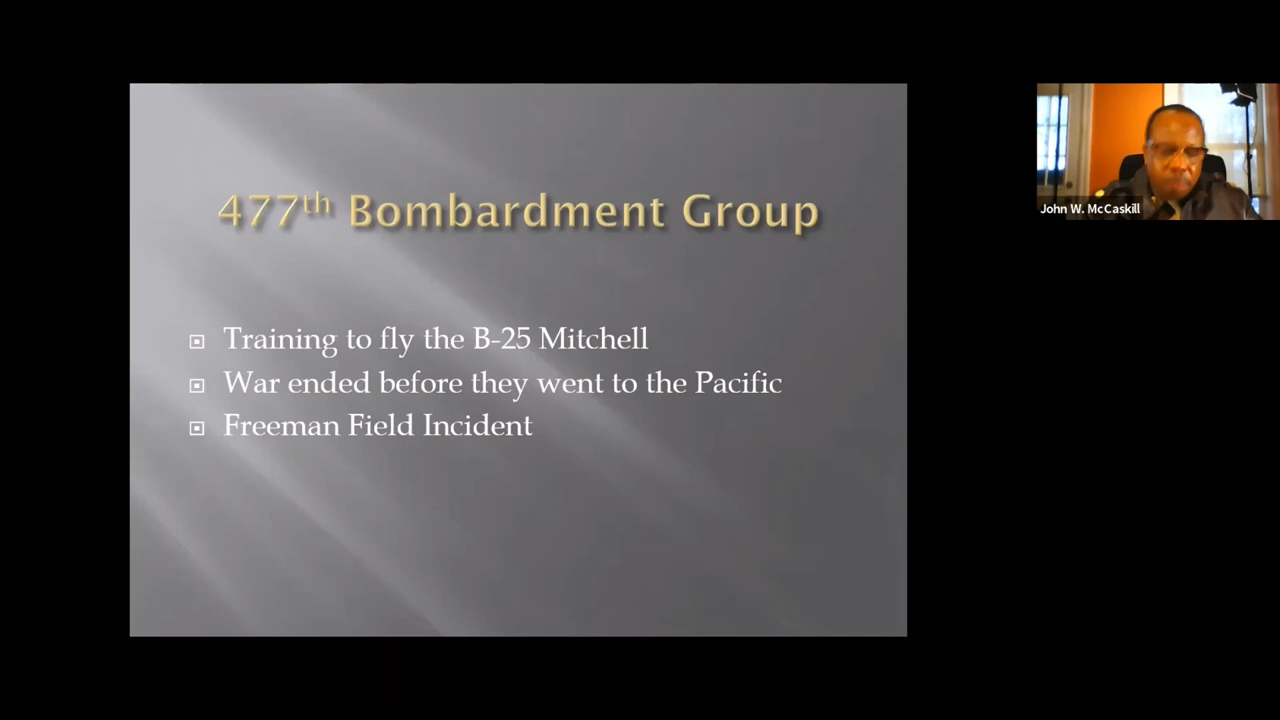 477th Bombardment Group
Training to fly the B-25 Mitchell
War ended before they went to the Pacific
Freeman Field Incident
John W. McCaskill